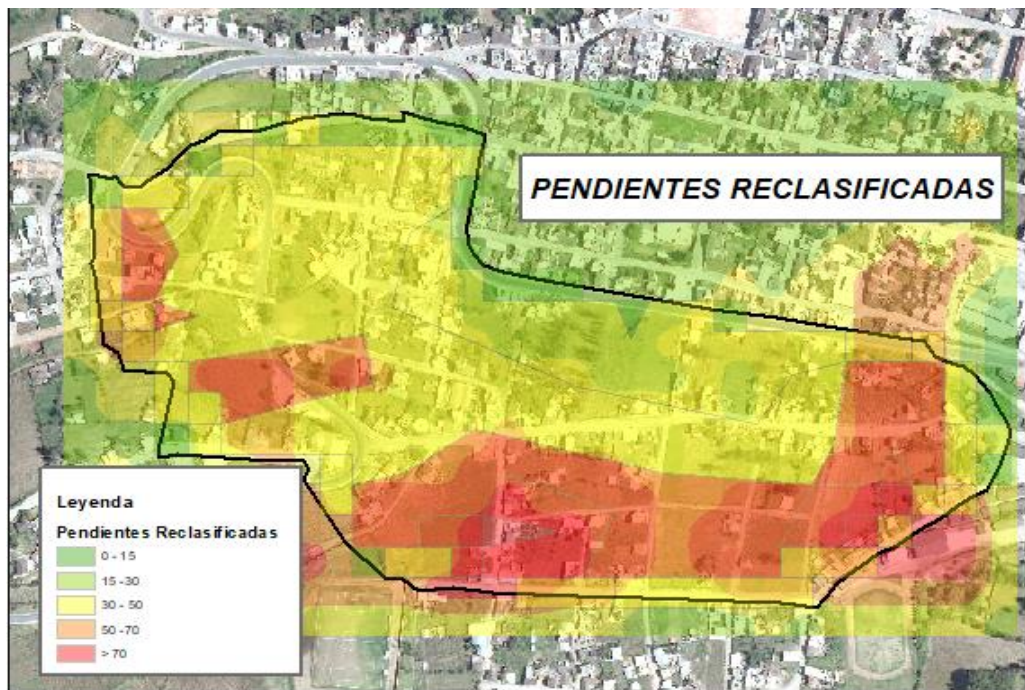 PENDIENTES RECLASIFICADAS
Leyenda
Pendientes Reclasificadas
0 - 15
15 -30
30 - 50
50 -70
> 70